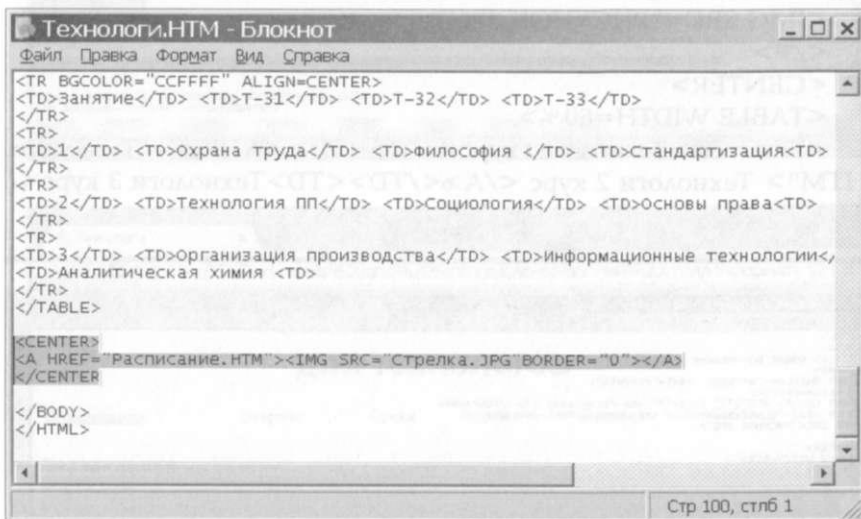 Технологи.HTM - Блокнот
Файл Правка Формат Вид Справка
<TR BGCOLOR="CCFFFF" ALIGN=CENTER>
<TD>Занятие</TD> <TD>Т-31</TD> <TD>Т-32</TD> <TD>Т-33</TD>
</TR>
<TR>
<TD>1</TD> <TD>Охрана труда</TD> <TD>Философия </TD> <TD>Стандартизация<TD>
</TR>
<TR>
<TD>2</TD> <TD>Технология ПП</TD> <TD>Социология</TD> <TD>Основы права<TD>
</TR>
<TR>
<TD>3</TD> <TD>Организация производства</TD> <TD>Информационные технологии</
<TD>Аналитическая химия <TD>
</TR>
</TABLE>
<CENTER>
<A HREF="Расписание.HTM"><IMG SRC="Стрелка.JPG"BORDER="0"></A>
</CENTER
</BODY>
</HTML>
Стр 100, стлб 1